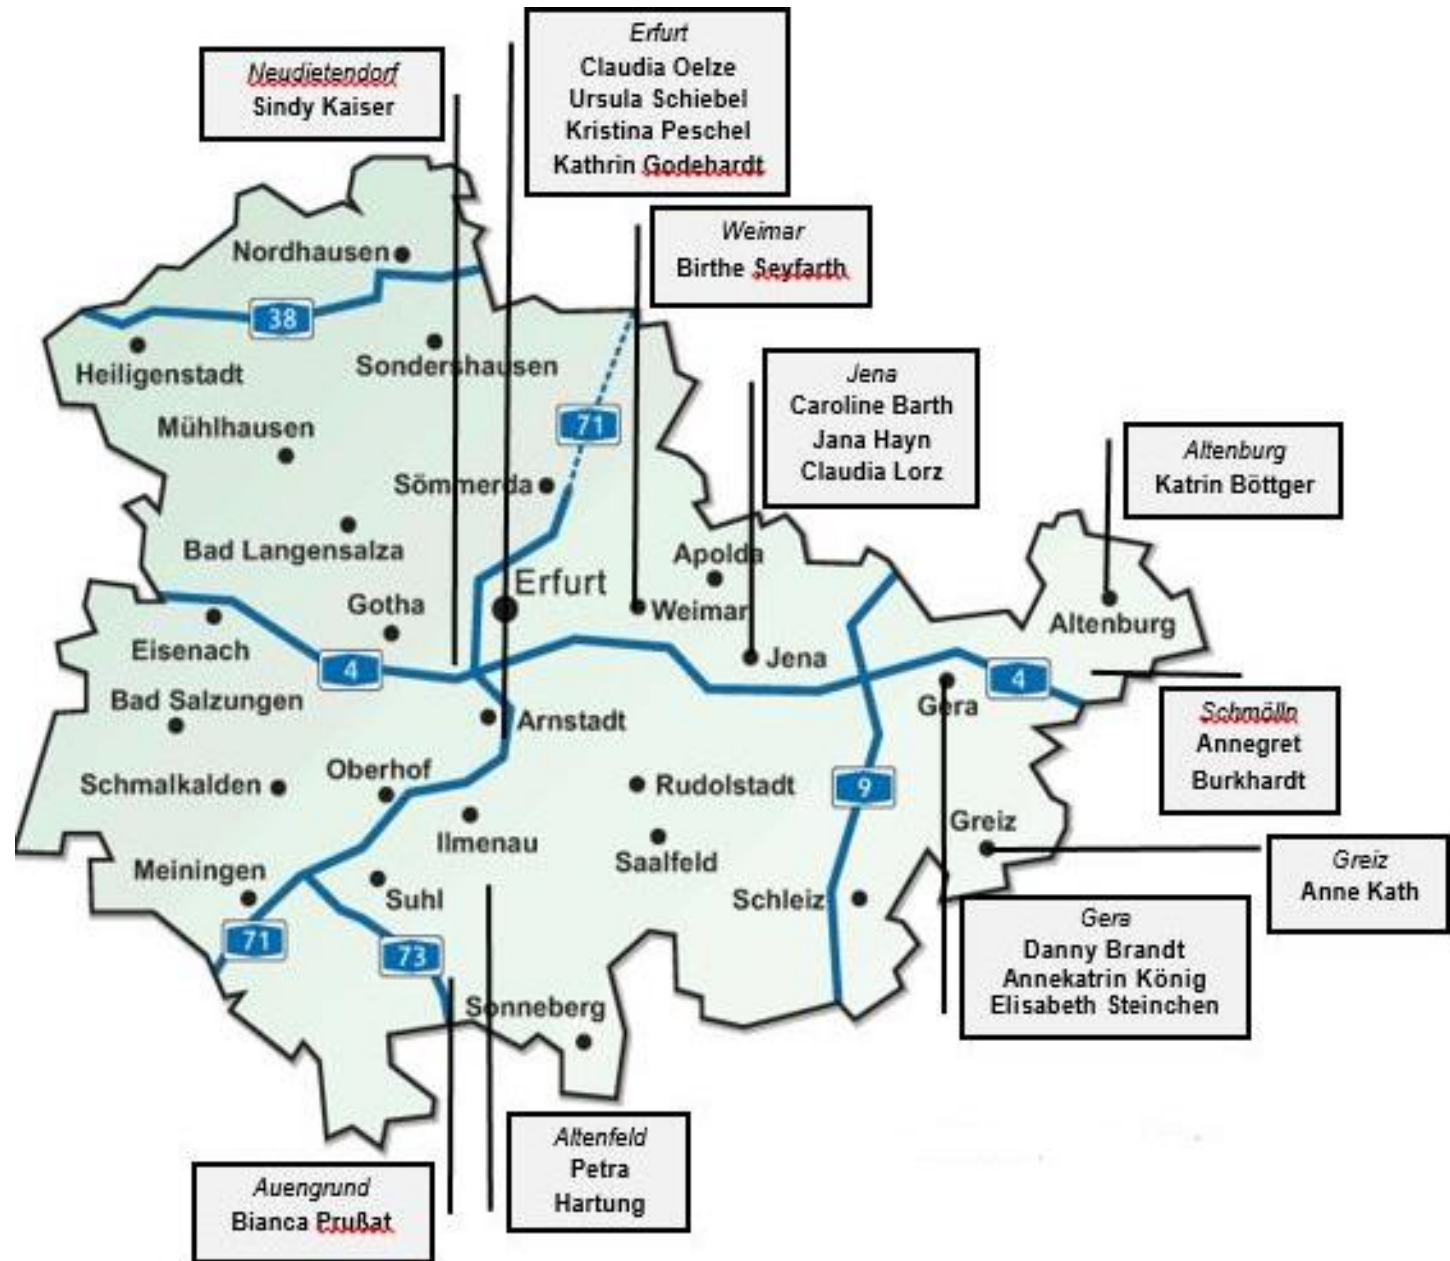 Erfurt
Claudia Oelze
Ursula Schiebel
Kristina Peschel
Kathrin Godehardt
Neudietendorf
Sindy Kaiser
Weimar
Birthe Seyfarth
Nordhausen
38
Sondershausen
Heiligenstadt
Jena
Caroline Barth
Jana Hayn
Claudia Lorz
Mühlhausen
71
Altenburg
Katrin Böttger
Sömmerda
Bad Langensalza
Apolda
Erfurt
Gotha
Weimar
Altenburg
Eisenach
4
Jena
4
Bad Salzungen
Arnstadt
Gera
Schmölln
Annegret
Burkhardt
Schmalkalden
Oberhof
Rudolstadt
9
Ilmenau
Saalfeld
Greiz
Greiz
Anne Kath
Meiningen
Suhl
Schleiz
Gera
Danny Brandt
Annekatrin König
Elisabeth Steinchen
71
73
Sonneberg
Altenfeld
Petra
Hartung
Auengrund
Bianca Prußat